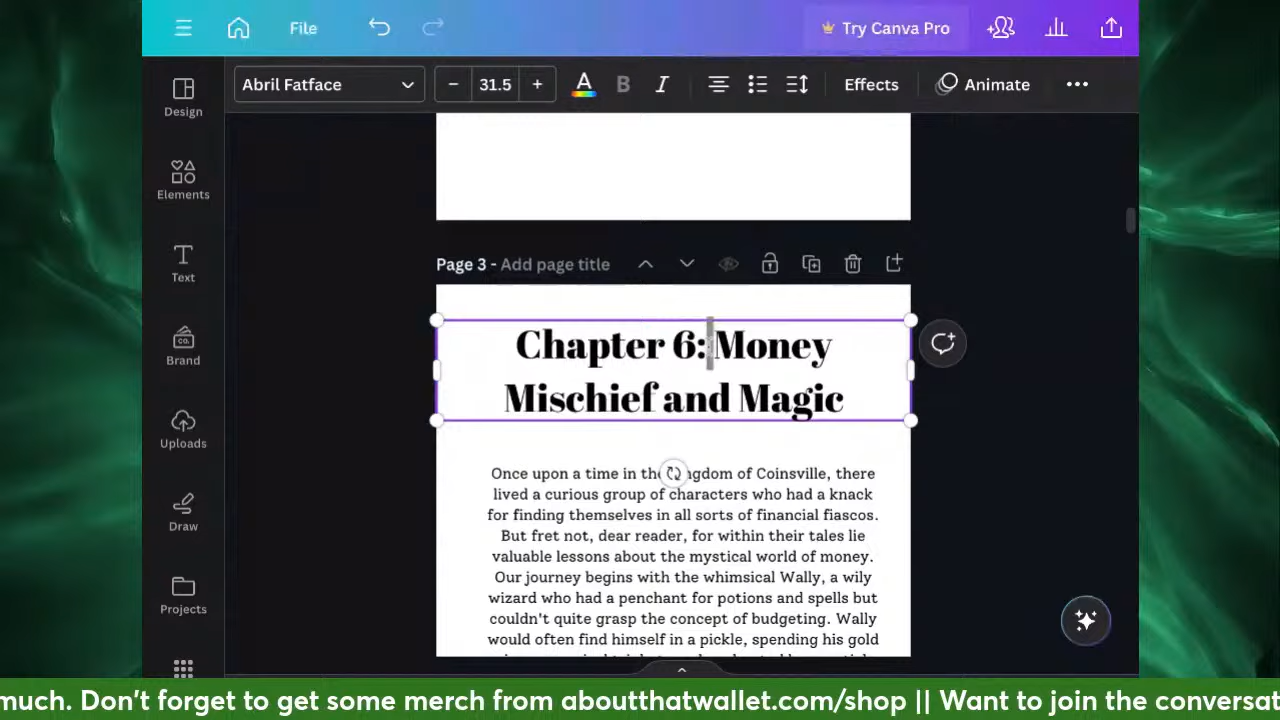 File
Try Canva Pro
Abril Fatface
31.5
A
B
I
Effects
Animate
Design
Elements
Text
Brand
Uploads
Draw
Projects
Page 3 - Add page title
Chapter 6: Money
Mischief and Magic
Once upon a time in the ngdom of Coinsville, there
lived a curious group of characters who had a knack
for finding themselves in all sorts of financial fiascos.
But fret not, dear reader, for within their tales lie
valuable lessons about the mystical world of money.
Our journey begins with the whimsical Wally, a wily
wizard who had a penchant for potions and spells but
couldn't quite grasp the concept of budgeting. Wally
would often find himself in a pickle, spending his gold
much. Don't forget to get some merch from aboutthatwallet.com/shop || Want to join the conversat